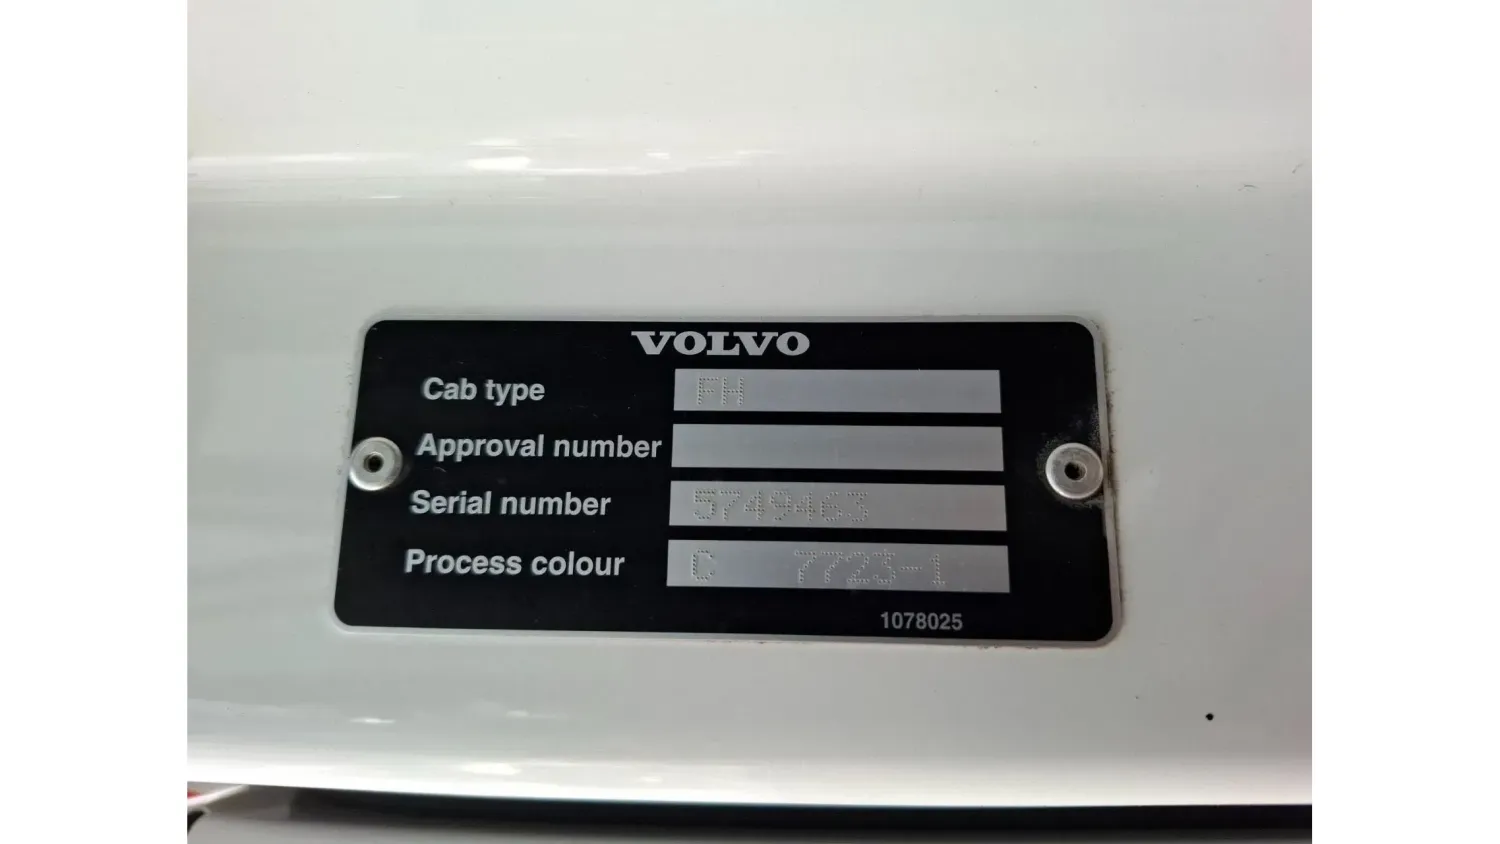 VOLVO
Cab type FH
Approval number
Serial number 5749463
Process colour C 7723-1
1078025